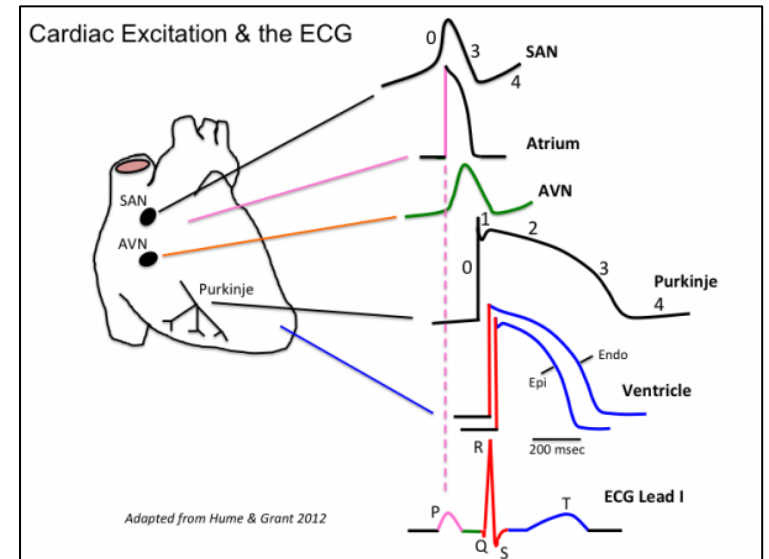 Cardiac Excitation & the ECG
0
3
SAN
4
Atrium
SAN
AVN
AVN
1
2
0
3
Purkinje
4
Purkinje
Endo
Epi
Ventricle
R
200 msec
ECG Lead I
P
T
Adapted from Hume & Grant 2012
Q
S